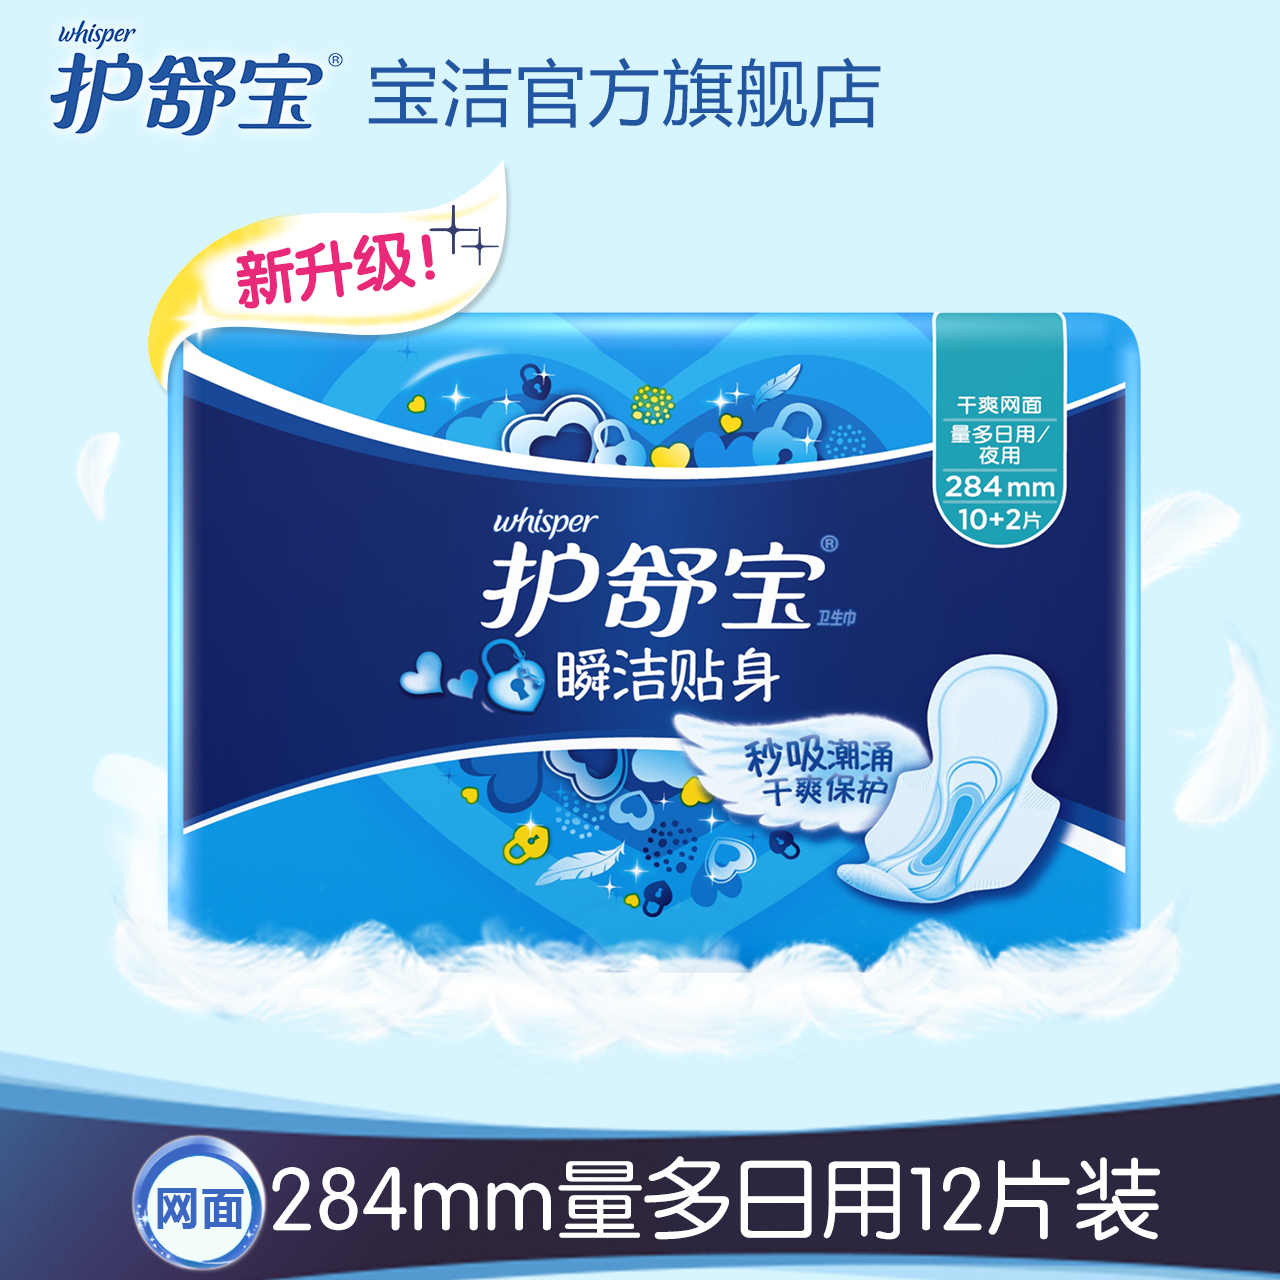 whisper
护舒宝® 宝洁官方旗舰店
新升级!
干爽网面
量多日用/
夜用
284mm
10+2片
whisper
护舒宝®
卫生巾
瞬洁贴身
秒吸潮涌
干爽保护
网面 284mm量多日用12片装